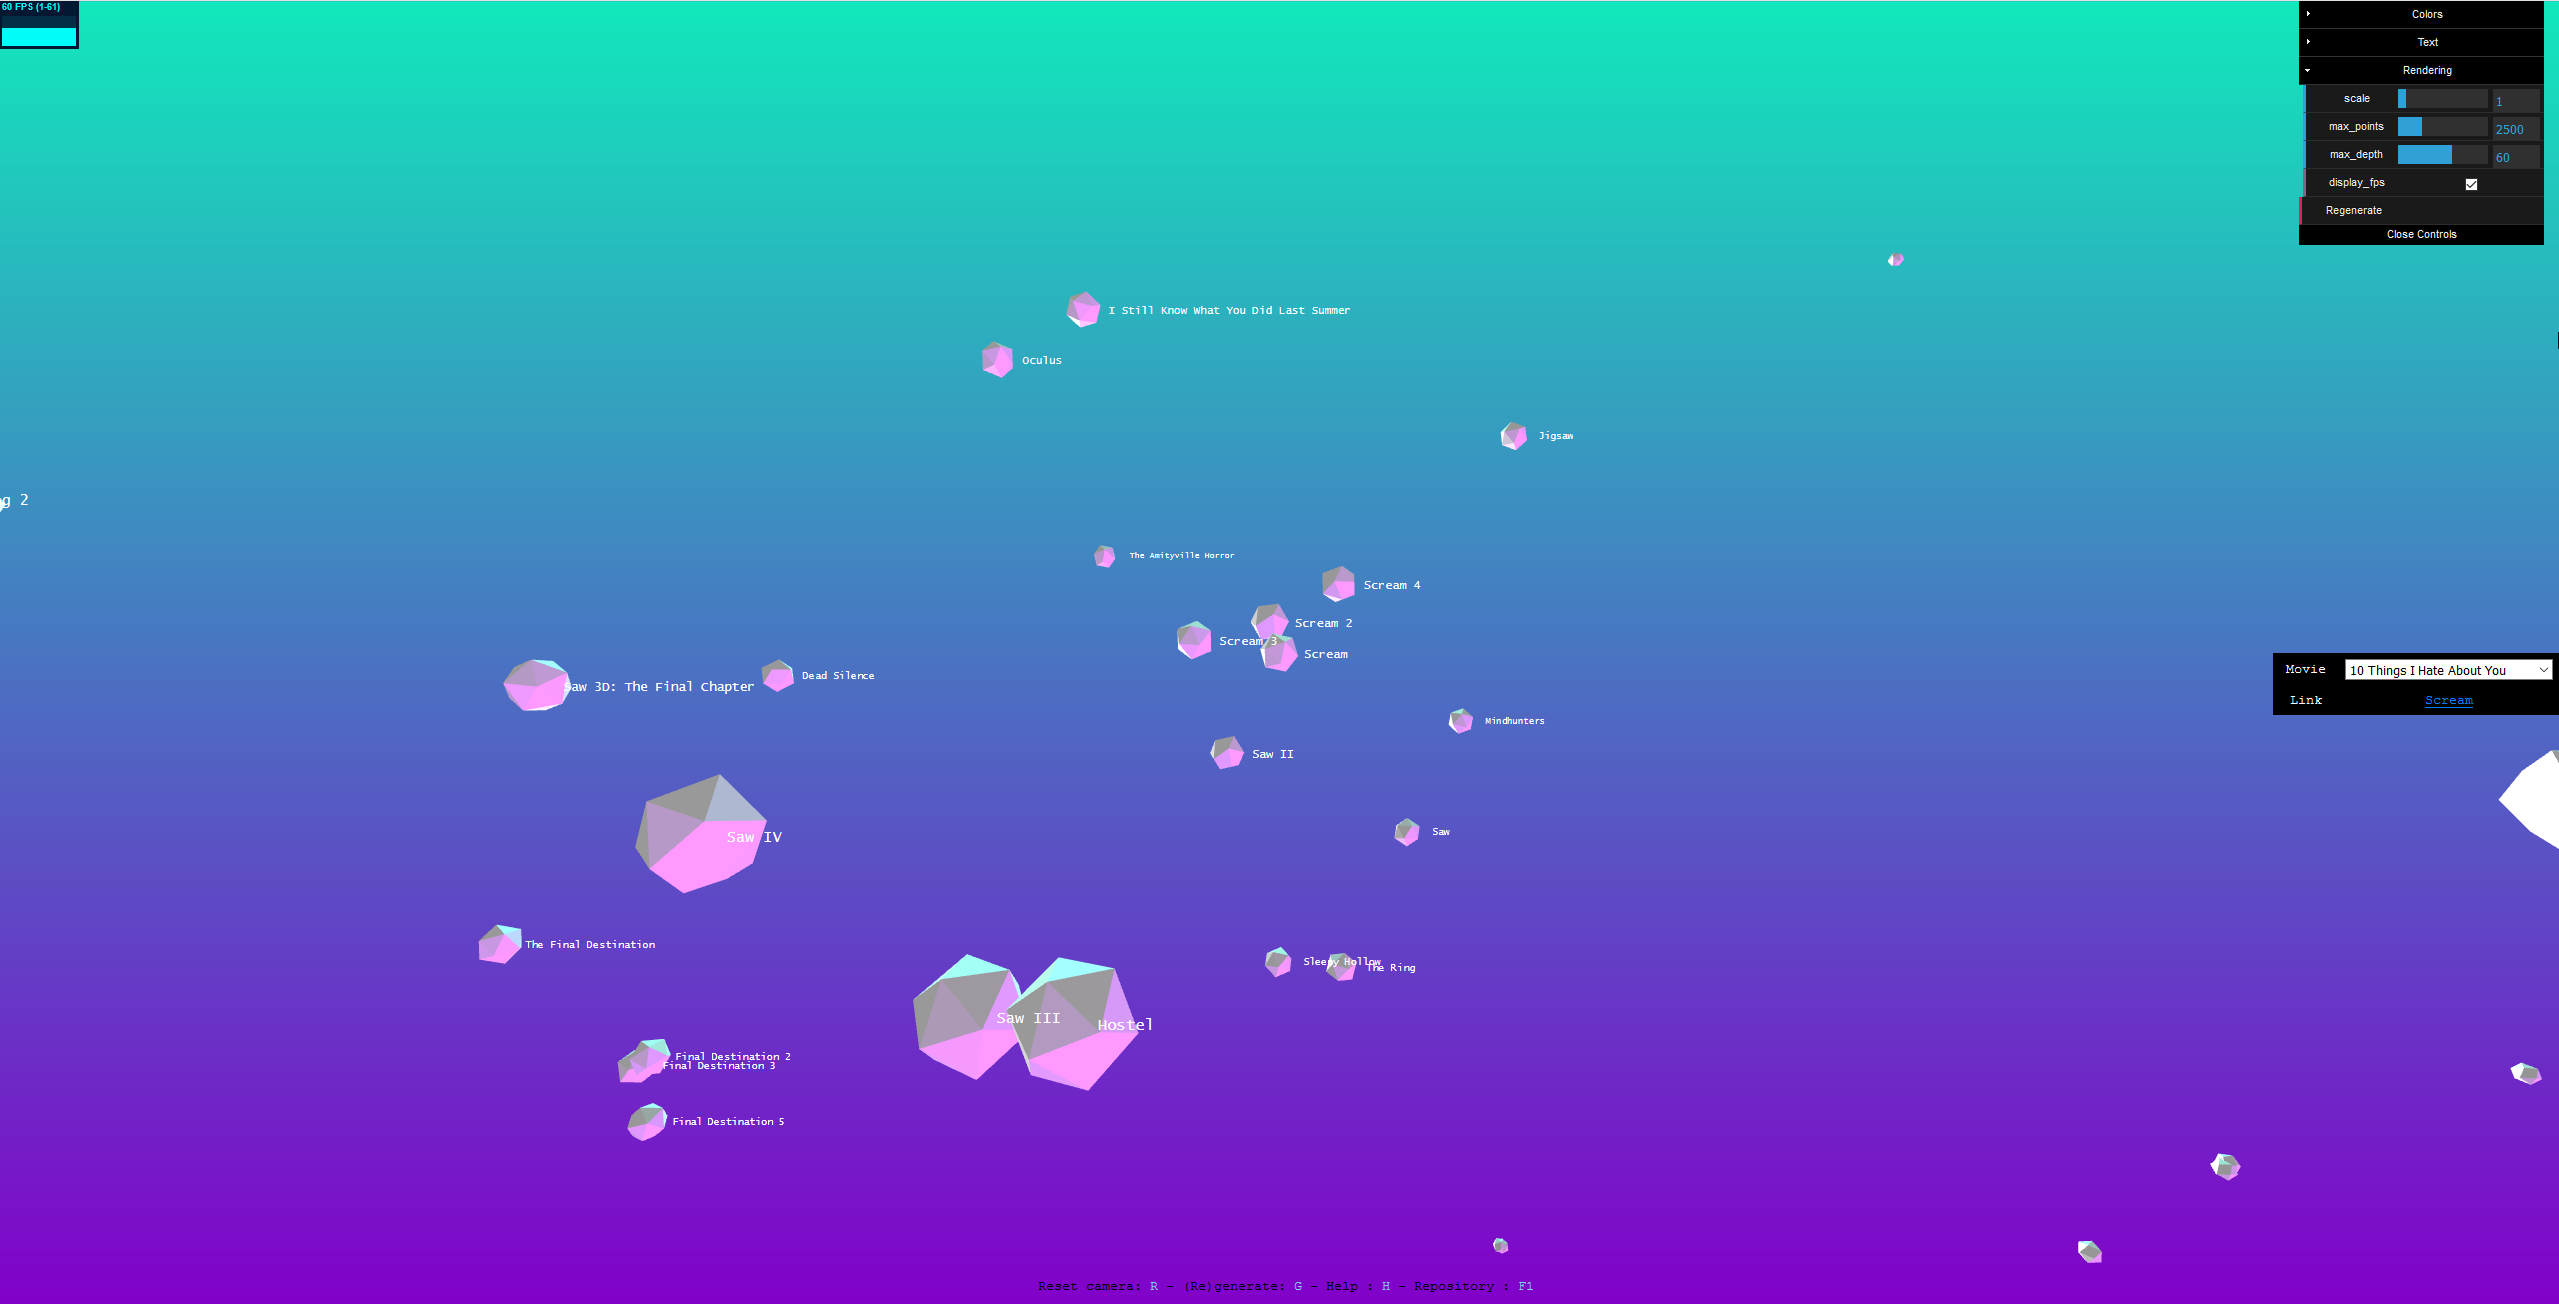 60 FPS (1-61)
Colors
Text
Rendering
scale 1
max_points 2500
max_depth 60
display_fps
Regenerate
Close Controls
I Still Know What You Did Last Summer
Oculus
Jigsaw
g 2
The Amityville Horror
Scream 4
Scream 2
Scream 3
Scream
Saw 3D: The Final Chapter
Dead Silence
Movie 10 Things I Hate About You
Link Scream
Mindhunters
Saw II
Saw IV
Saw
The Final Destination
Sleepy Hollow
The Ring
Saw III
Hostel
Final Destination 2
Final Destination 3
Final Destination 5
Reset camera: R - (Re)generate: G - Help : H - Repository : F1